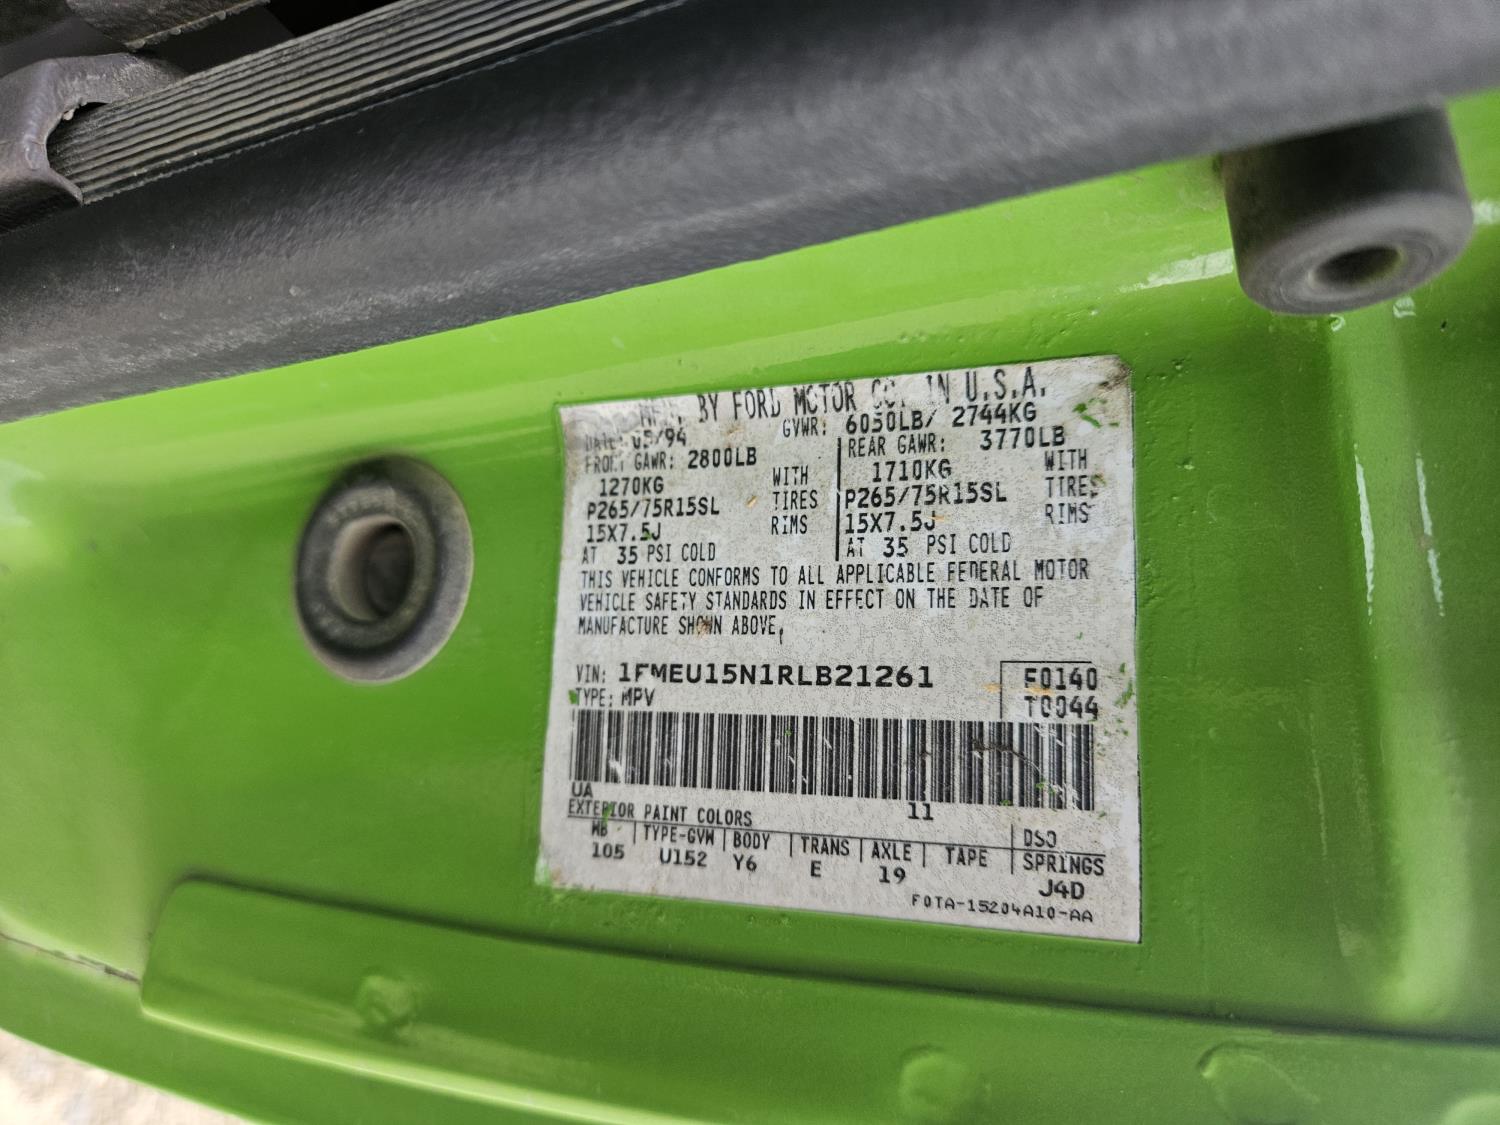 MFD. BY FORD MOTOR CO. IN U.S.A.
DATE: 05/94 GVWR: 6050LB/ 2744KG
FRONT GAWR: 2800LB REAR GAWR: 3770LB
1270KG WITH 1710KG WITH
P265/75R15SL TIRES P265/75R15SL TIRES
15X7.5J RIMS 15X7.5J RIMS
AT 35 PSI COLD AT 35 PSI COLD
THIS VEHICLE CONFORMS TO ALL APPLICABLE FEDERAL MOTOR
VEHICLE SAFETY STANDARDS IN EFFECT ON THE DATE OF
MANUFACTURE SHOWN ABOVE.
VIN: 1FMEU15N1RLB21261 F0140
TYPE: MPV T0044
UA 11
EXTERIOR PAINT COLORS DSO
WB TYPE-GVW BODY TRANS AXLE TAPE SPRINGS
105 U152 Y6 E 19 J4D
F0TA-15204A10-AA